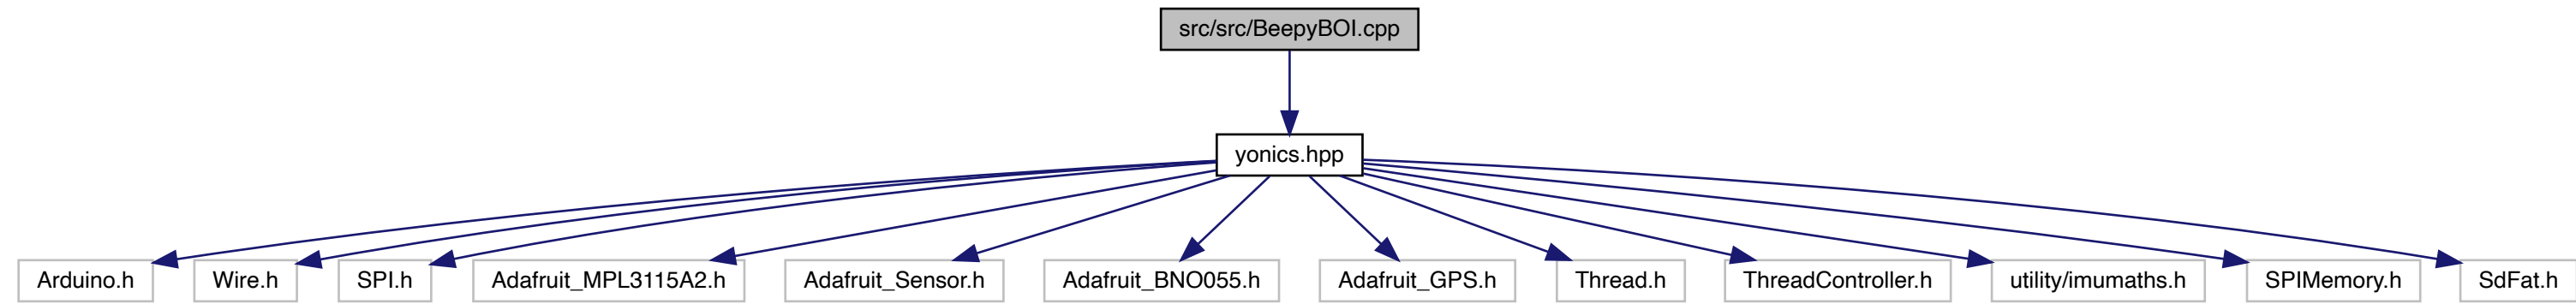 src/src/BeepyBOI.cpp
yonics.hpp
Arduino.h
Wire.h
SPI.h
Adafruit_MPL3115A2.h
Adafruit_Sensor.h
Adafruit_BNO055.h
Adafruit_GPS.h
Thread.h
ThreadController.h
utility/imumaths.h
SPIMemory.h
SdFat.h